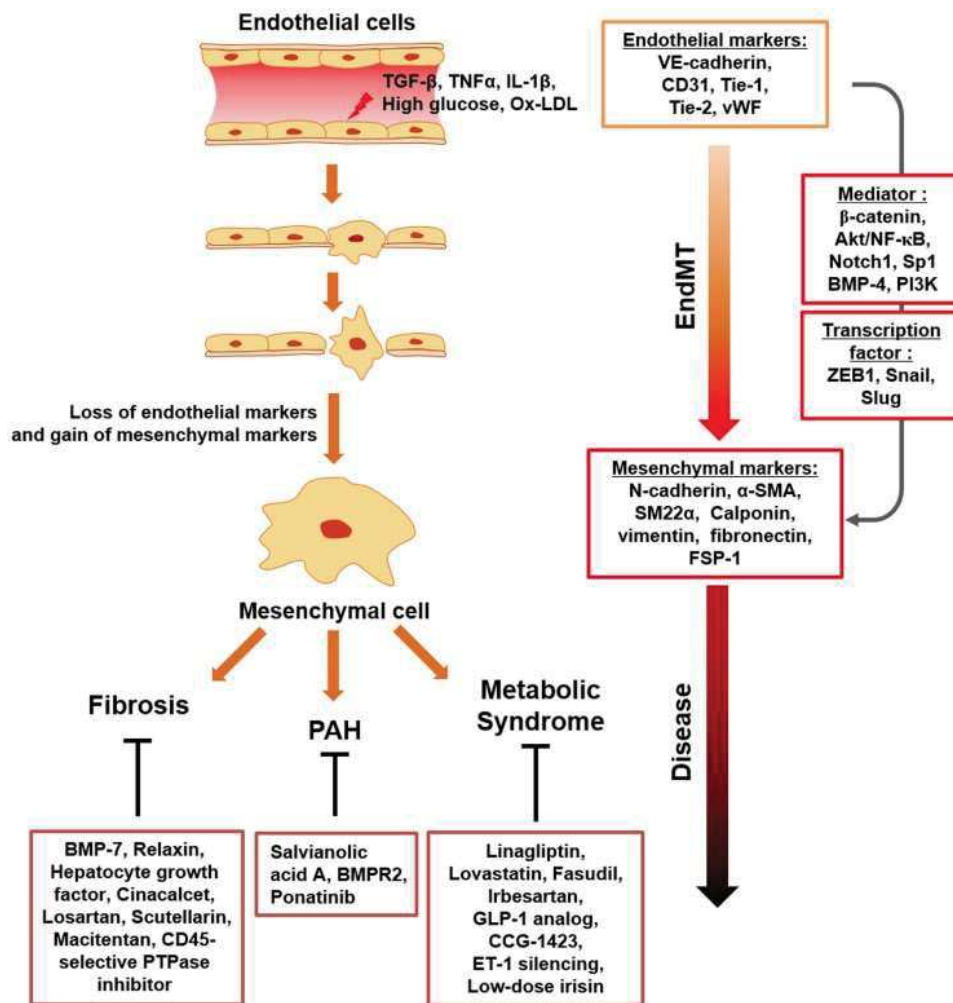 Endothelial cells
TGF-β, TNFα, IL-1β,
High glucose, Ox-LDL
Loss of endothelial markers
and gain of mesenchymal markers
Mesenchymal cell
Fibrosis
PAH
Metabolic
Syndrome
BMP-7, Relaxin,
Hepatocyte growth
factor, Cinacalcet,
Losartan, Scutellarin,
Macitentan, CD45-
selective PTPase
inhibitor
Salvianolic
acid A, BMPR2,
Ponatinib
Linagliptin,
Lovastatin, Fasudil,
Irbesartan,
GLP-1 analog,
CCG-1423,
ET-1 silencing,
Low-dose irisin
Endothelial markers:
VE-cadherin,
CD31, Tie-1,
Tie-2, vWF
EndMT
Mediator :
β-catenin,
Akt/NF-κB,
Notch1, Sp1
BMP-4, PI3K
Transcription
factor :
ZEB1, Snail,
Slug
Mesenchymal markers:
N-cadherin, α-SMA,
SM22α, Calponin,
vimentin, fibronectin,
FSP-1
Disease